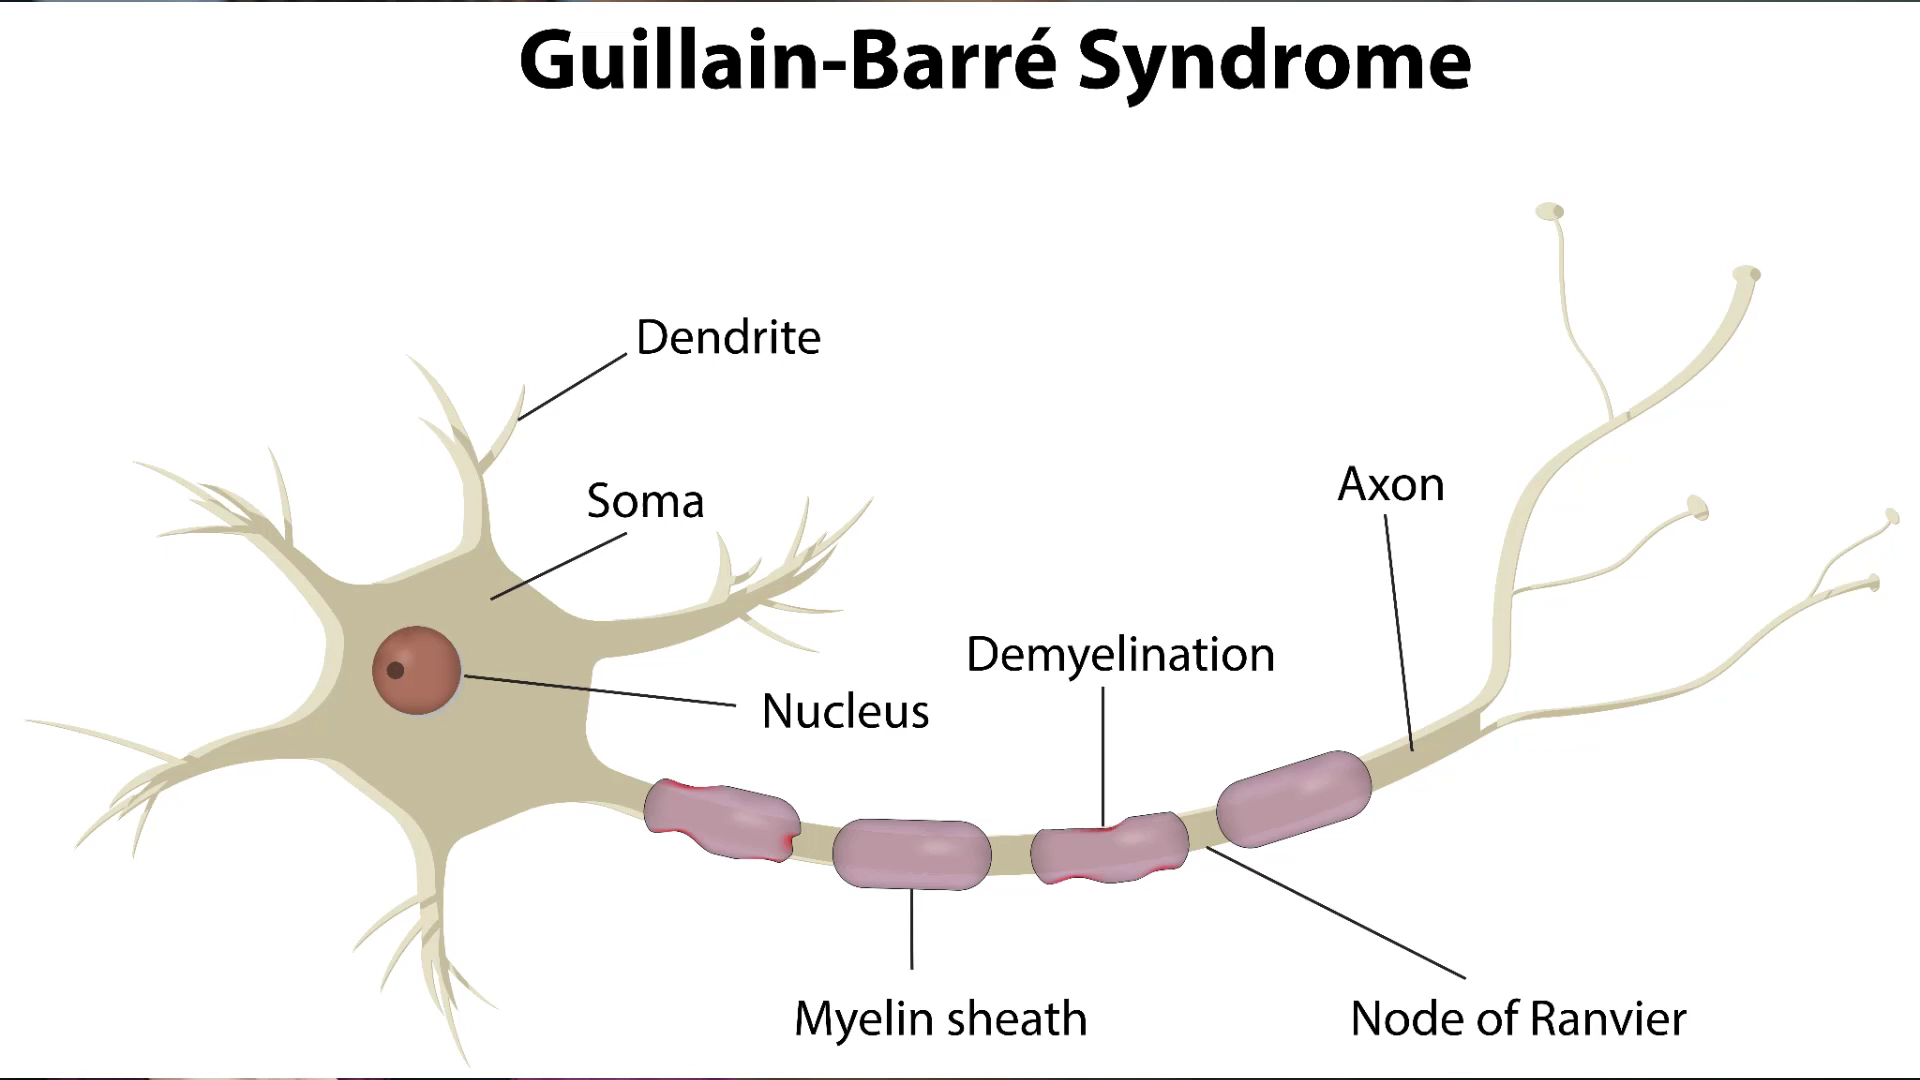 Guillain-Barré Syndrome
Dendrite
Soma
Axon
Demyelination
Nucleus
Myelin sheath
Node of Ranvier